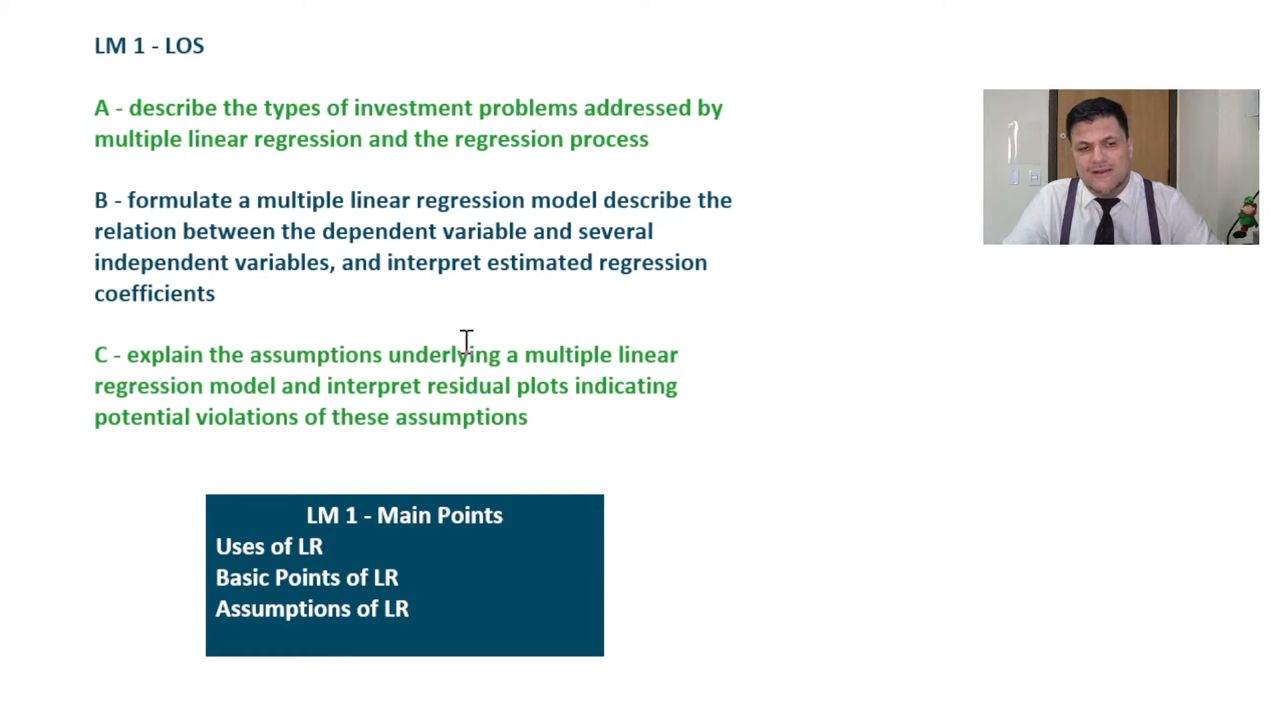 LM 1 - LOS
A - describe the types of investment problems addressed by
multiple linear regression and the regression process
B - formulate a multiple linear regression model describe the
relation between the dependent variable and several
independent variables, and interpret estimated regression
coefficients
C - explain the assumptions underlying a multiple linear
regression model and interpret residual plots indicating
potential violations of these assumptions
LM 1 - Main Points
Uses of LR
Basic Points of LR
Assumptions of LR